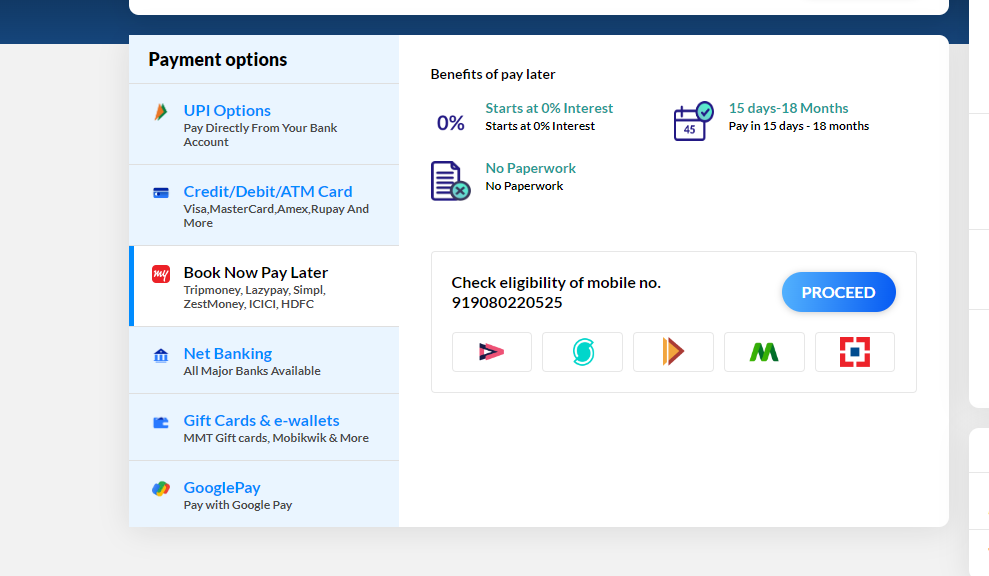 Payment options
UPI Options
Pay Directly From Your Bank
Account
Credit/Debit/ATM Card
Visa,MasterCard,Amex,Rupay And
More
my
Book Now Pay Later
Tripmoney, Lazypay, Simpl,
ZestMoney, ICICI, HDFC
Net Banking
All Major Banks Available
Gift Cards & e-wallets
MMT Gift cards, Mobikwik & More
GooglePay
Pay with Google Pay
Benefits of pay later
0%
Starts at 0% Interest
Starts at 0% Interest
45
15 days-18 Months
Pay in 15 days - 18 months
No Paperwork
No Paperwork
Check eligibility of mobile no.
919080220525
PROCEED